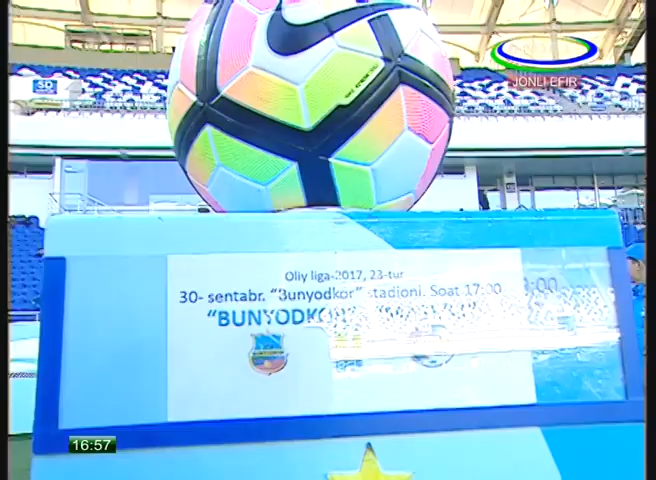 JONLI EFIR
Oliy liga-2017, 23-tur
30- sentabr. "Bunyodkor" stadioni. Soat 17:00
"BUNYODKOR"
16:57